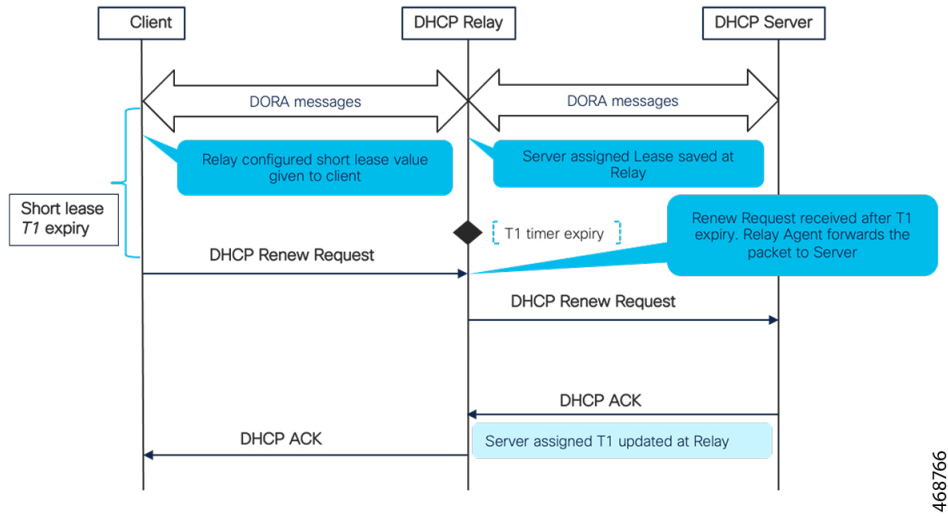 Client
DHCP Relay
DHCP Server
DORA messages
DORA messages
Relay configured short lease value
given to client
Server assigned Lease saved at
Relay
Short lease
T1 expiry
T1 timer expiry
Renew Request received after T1
expiry. Relay Agent forwards the
packet to Server
DHCP Renew Request
DHCP Renew Request
DHCP ACK
DHCP ACK
Server assigned T1 updated at Relay
468766